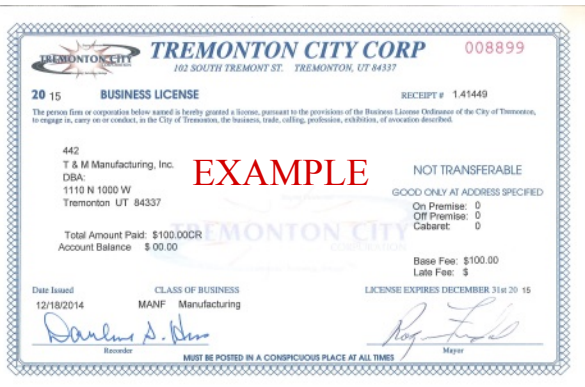 TREMONTON CITY
CORPORATION
TREMONTON CITY CORP
008899
102 SOUTH TREMONT ST. TREMONTON, UT 84337
20 15 BUSINESS LICENSE
RECEIPT # 1.41449
The person firm or corporation below named is hereby granted a license, pursuant to the provisions of the Business License Ordinance of the City of Tremonton,
to engage in, carry on or conduct, in the City of Tremonton, the business, trade, calling, profession, exhibition, of avocation described.
442
T & M Manufacturing, Inc.
DBA:
1110 N 1000 W
Tremonton UT 84337
EXAMPLE
NOT TRANSFERABLE
GOOD ONLY AT ADDRESS SPECIFIED
On Premise: 0
Off Premise: 0
Cabaret: 0
TREMONTON CITY
CORPORATION
Total Amount Paid: $100.00CR
Account Balance $ 00.00
Base Fee: $100.00
Late Fee: $
Date Issued
CLASS OF BUSINESS
LICENSE EXPIRES DECEMBER 31st 20 15
12/18/2014
MANF Manufacturing
Recorder
Mayor
MUST BE POSTED IN A CONSPICUOUS PLACE AT ALL TIMES